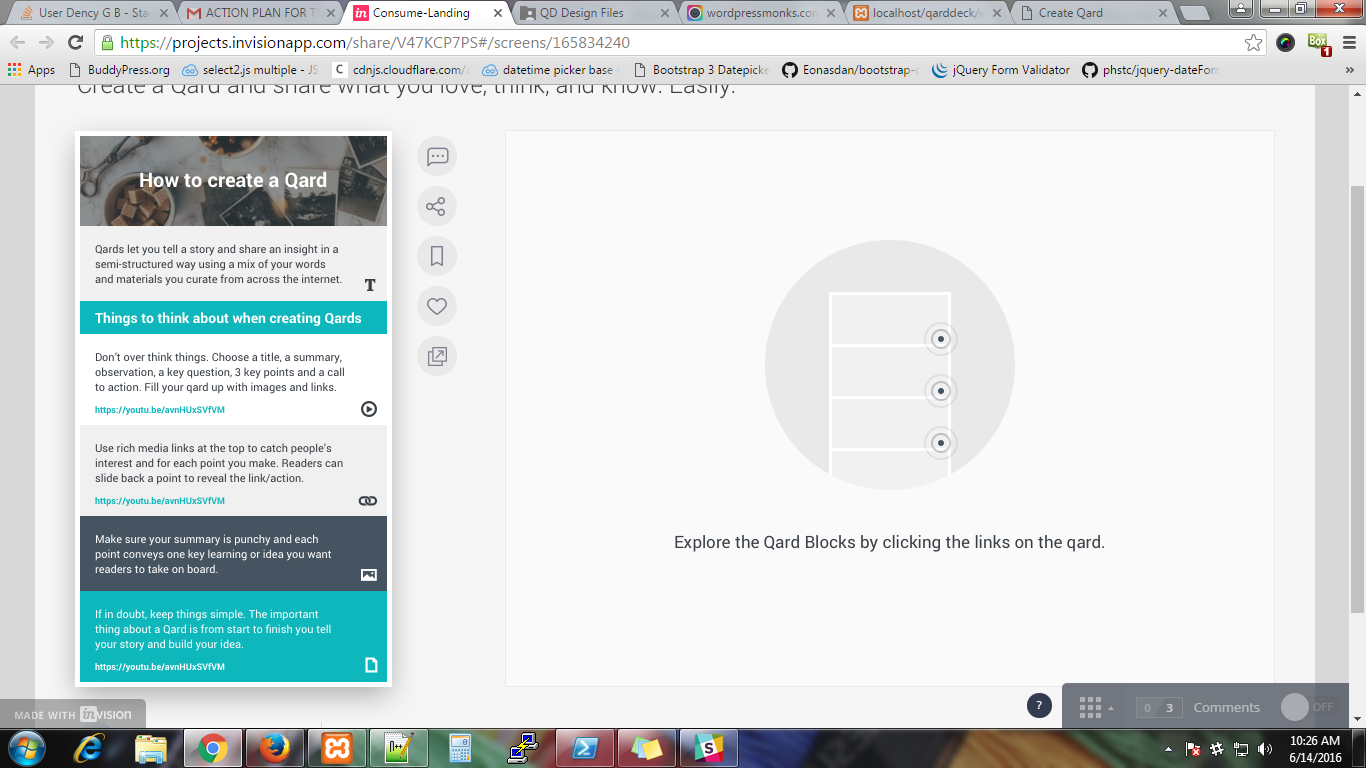 User Dency G B - Sta
ACTION PLAN FOR T
Consume-Landing
QD Design Files
wordpressmonks.com
localhost/qarddeck/
Create Qard
https://projects.invisionapp.com/share/V47KCP7PS#/screens/165834240
Box
1
Apps
BuddyPress.org
select2.js multiple - JS
cdnjs.cloudflare.com/
datetime picker base
Bootstrap 3 Datepicke
Eonasdan/bootstrap-
jQuery Form Validator
phstc/jquery-dateForm
»
Create a Qard and share what you love, think, and know. Easily.
How to create a Qard
Qards let you tell a story and share an insight in a
semi-structured way using a mix of your words
and materials you curate from across the internet.
T
Things to think about when creating Qards
Don't over think things. Choose a title, a summary,
observation, a key question, 3 key points and a call
to action. Fill your qard up with images and links.
https://youtu.be/avnHUxSVfVM
Use rich media links at the top to catch people's
interest and for each point you make. Readers can
slide back a point to reveal the link/action.
https://youtu.be/avnHUxSVfVM
Make sure your summary is punchy and each
point conveys one key learning or idea you want
readers to take on board.
If in doubt, keep things simple. The important
thing about a Qard is from start to finish you tell
your story and build your idea.
https://youtu.be/avnHUxSVfVM
Explore the Qard Blocks by clicking the links on the qard.
MADE WITH inVISION
?
0 3 Comments
OFF
10:26 AM
6/14/2016